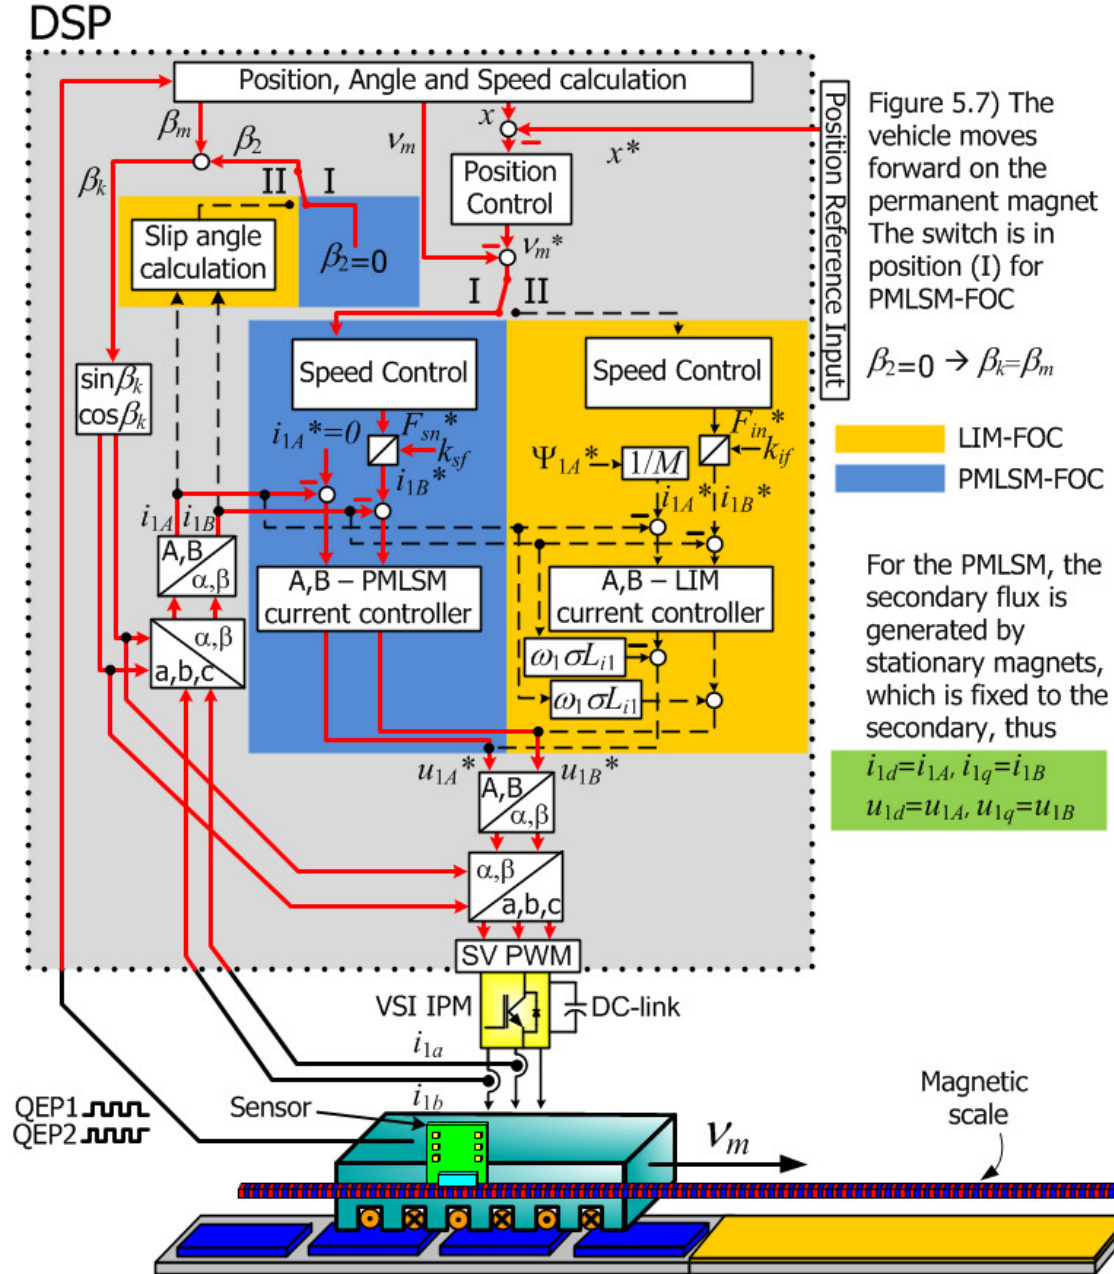 DSP
Position, Angle and Speed calculation
Position Reference Input
Figure 5.7) The
vehicle moves
forward on the
permanent magnet
The switch is in
position (I) for
PMLSM-FOC
β2=0 → βk=βm
LIM-FOC
PMLSM-FOC
For the PMLSM, the
secondary flux is
generated by
stationary magnets,
which is fixed to the
secondary, thus
i1d=i1A, i1q=i1B
u1d=u1A, u1q=u1B
βm
β2
βk
νm
x
x*
Position
Control
νm*
II
I
Slip angle
calculation
β2=0
I
II
sinβk
cosβk
Speed Control
Speed Control
i1A*=0
Fsn*
ksf
i1B*
Fin*
kif
Ψ1A*
1/M
i1A*
i1B*
i1A
i1B
A,B
α,β
α,β
a,b,c
A,B – PMLSM
current controller
A,B – LIM
current controller
ω1σLi1
ω1σLi1
u1A*
u1B*
A,B
α,β
α,β
a,b,c
SV PWM
VSI IPM
DC-link
i1a
i1b
QEP1
QEP2
Sensor
νm
Magnetic
scale